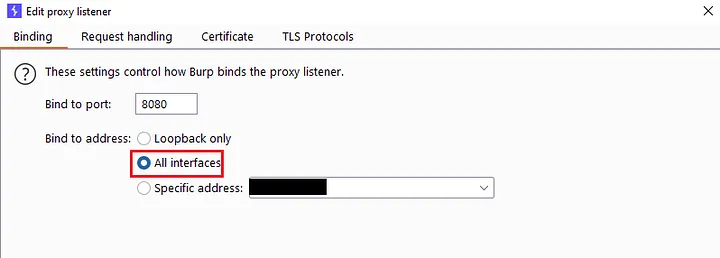 Edit proxy listener
Binding Request handling Certificate TLS Protocols
? These settings control how Burp binds the proxy listener.
Bind to port: 8080
Bind to address: Loopback only
All interfaces
Specific address: